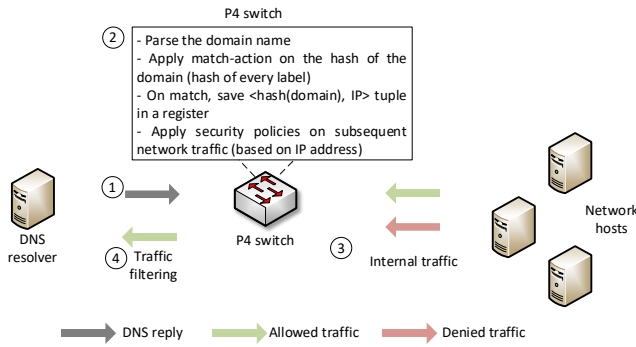 P4 switch
2
- Parse the domain name
- Apply match-action on the hash of the
domain (hash of every label)
- On match, save <hash(domain), IP> tuple
in a register
- Apply security policies on subsequent
network traffic (based on IP address)
1
DNS
resolver
4
Traffic
filtering
P4 switch
3
Internal traffic
Network
hosts
DNS reply
Allowed traffic
Denied traffic